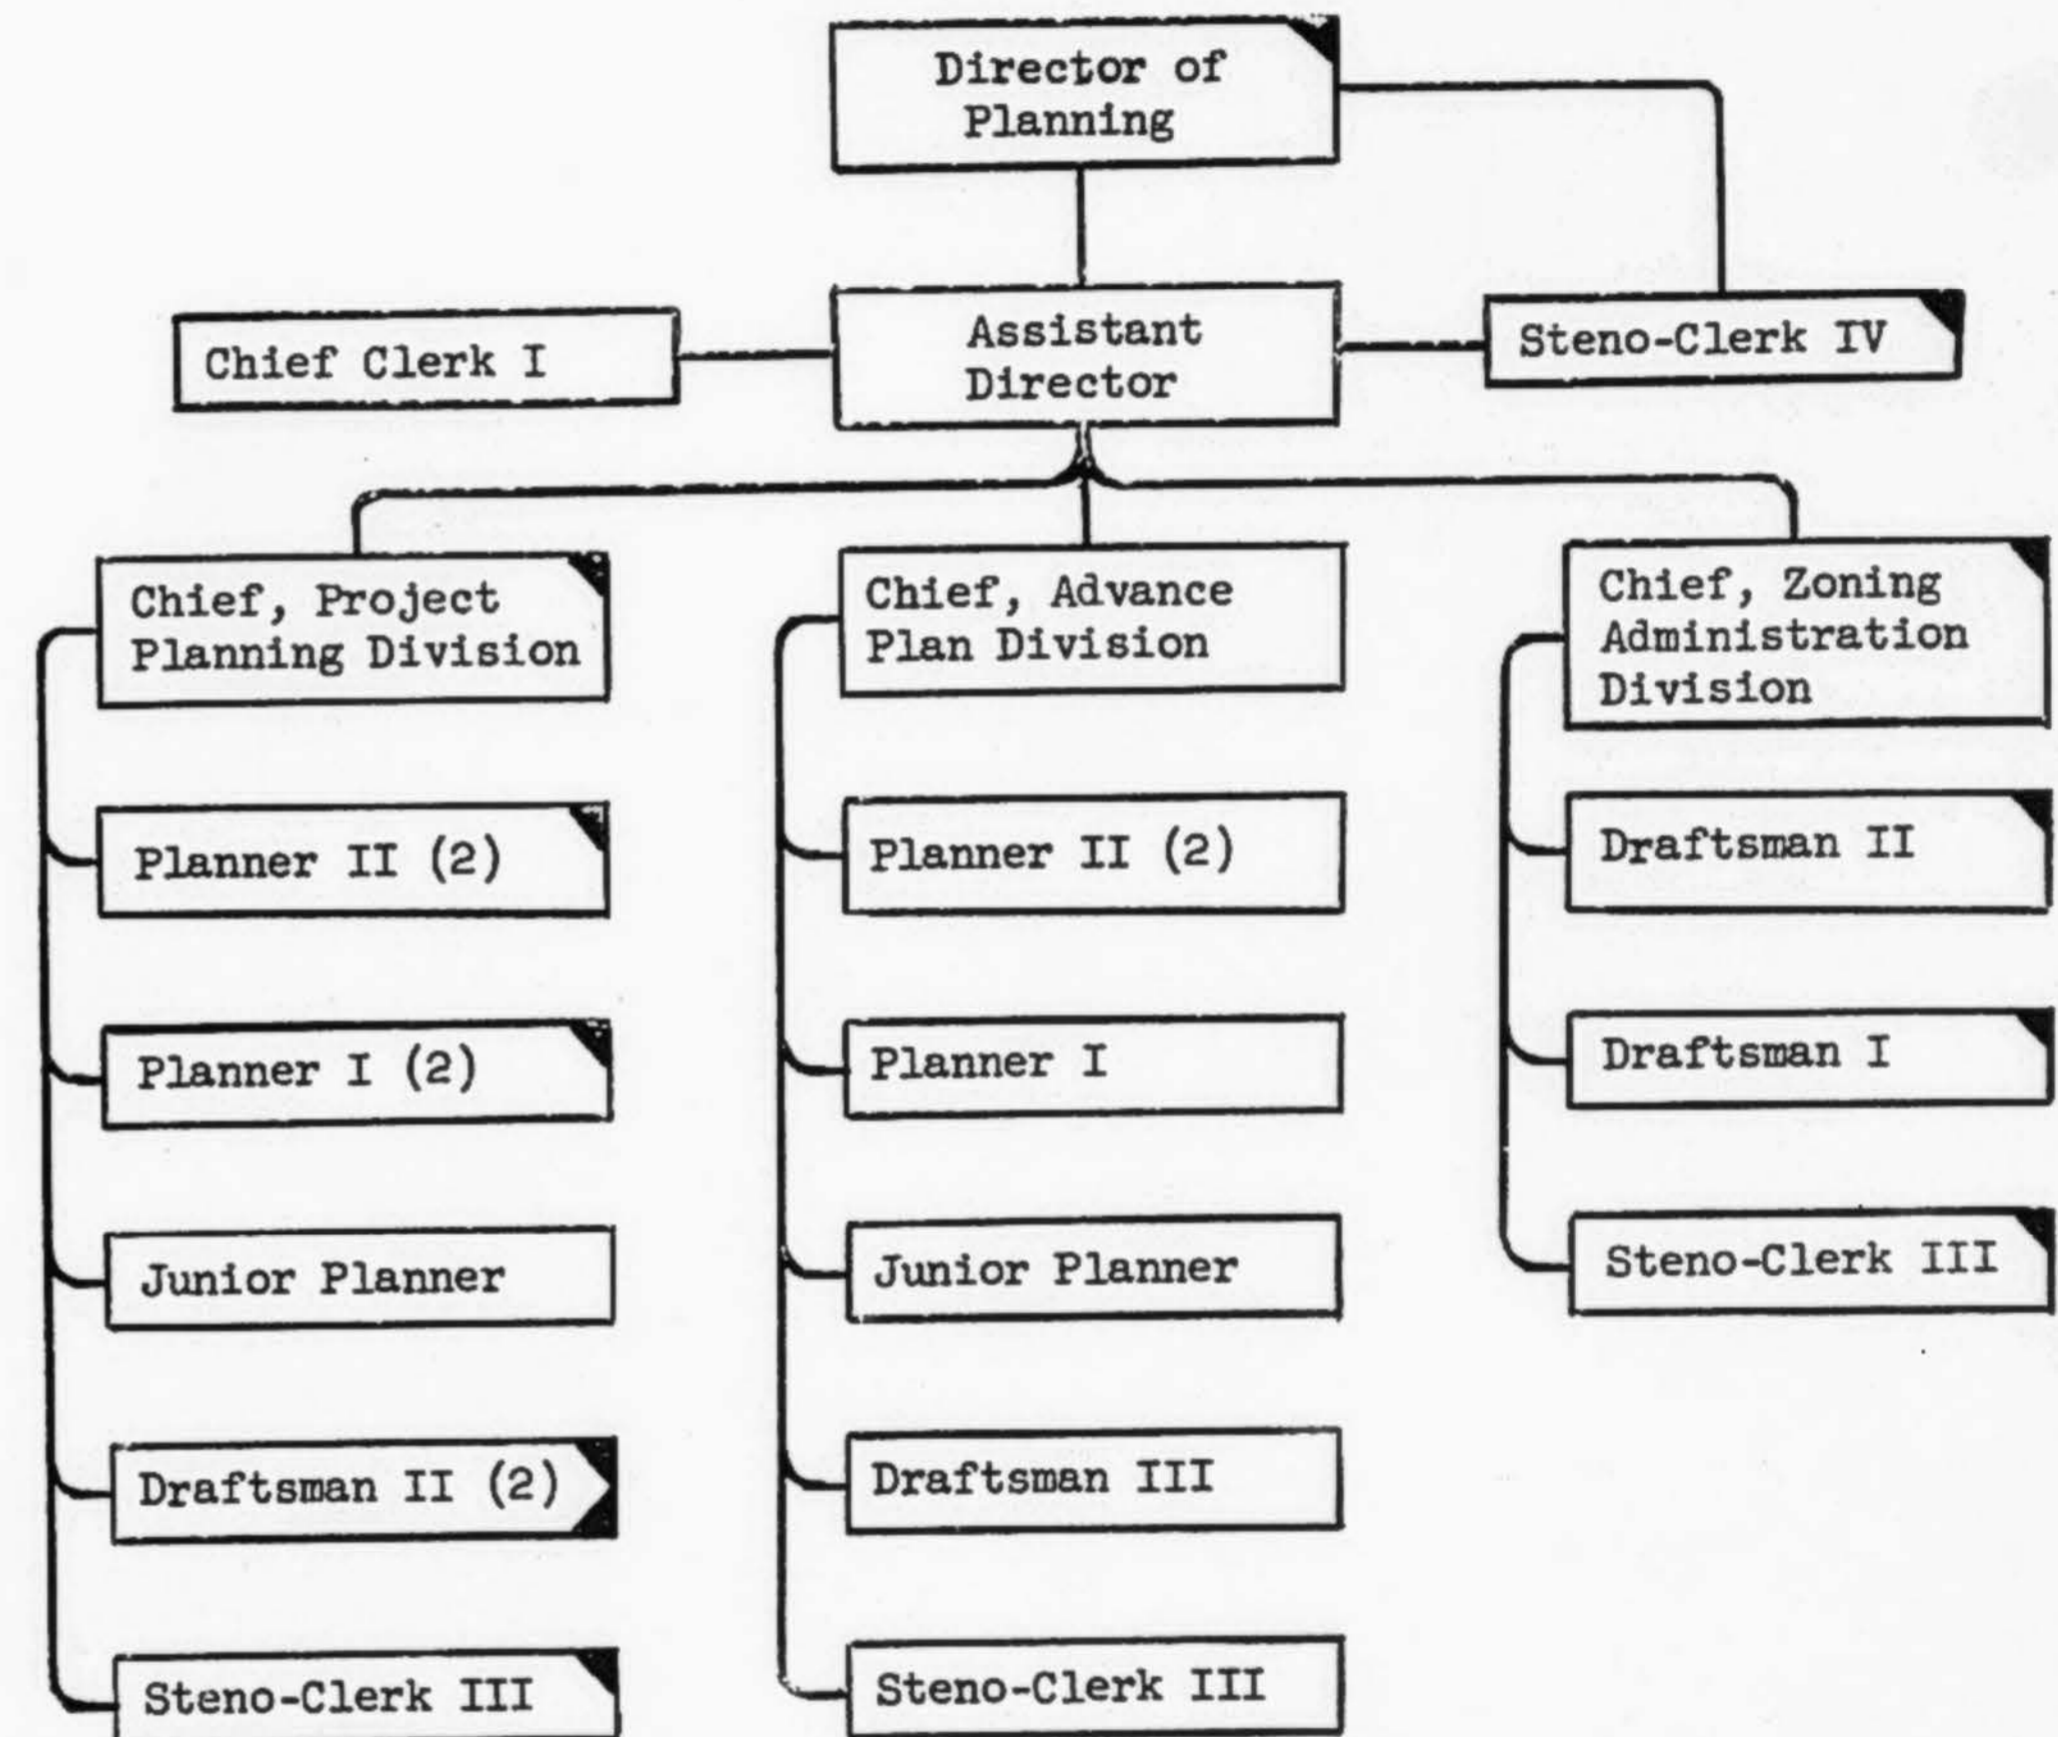 Director of
Planning
Chief Clerk I
Assistant
Director
Steno-Clerk IV
Chief, Project
Planning Division
Planner II (2)
Planner I (2)
Junior Planner
Draftsman II (2)
Steno-Clerk III
Chief, Advance
Plan Division
Planner II (2)
Planner I
Junior Planner
Draftsman III
Steno-Clerk III
Chief, Zoning
Administration
Division
Draftsman II
Draftsman I
Steno-Clerk III